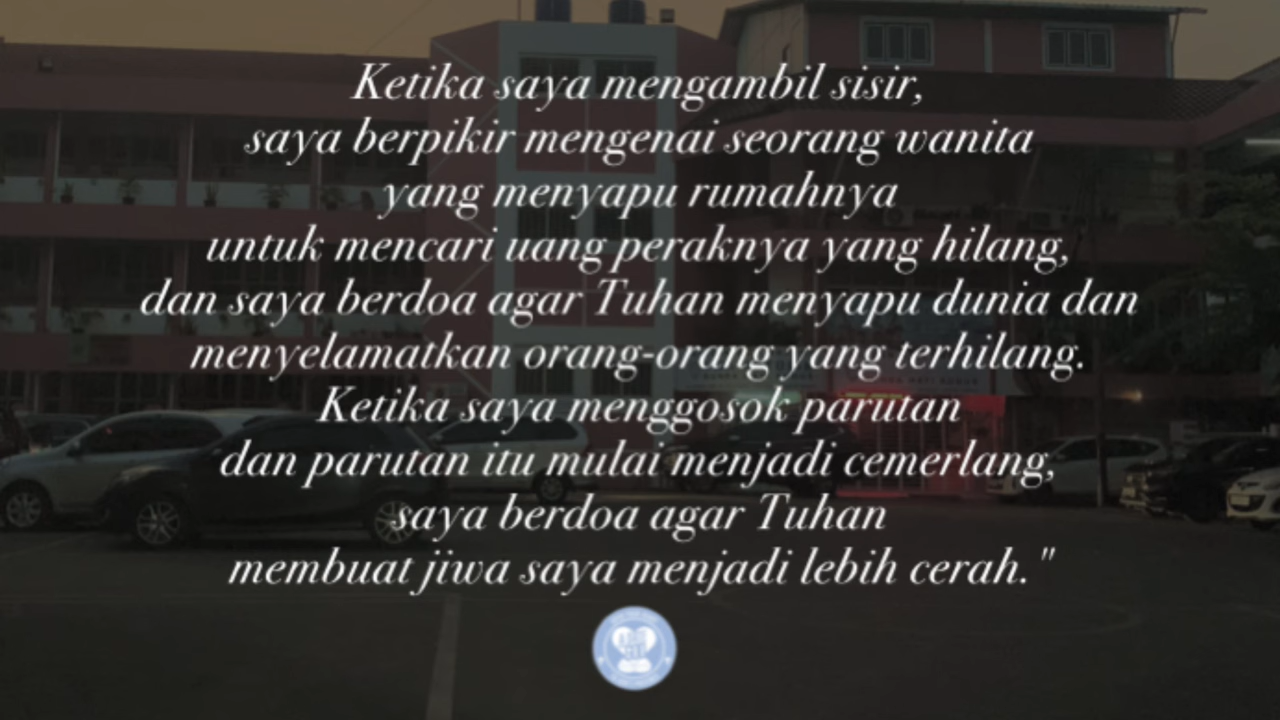 Ketika saya mengambil sisir,
saya berpikir mengenai seorang wanita
yang menyapu rumahnya
untuk mencari uang peraknya yang hilang,
dan saya berdoa agar Tuhan menyapu dunia dan
menyelamatkan orang-orang yang terhilang.
Ketika saya menggosok parutan
dan parutan itu mulai menjadi cemerlang,
saya berdoa agar Tuhan
membuat jiwa saya menjadi lebih cerah."